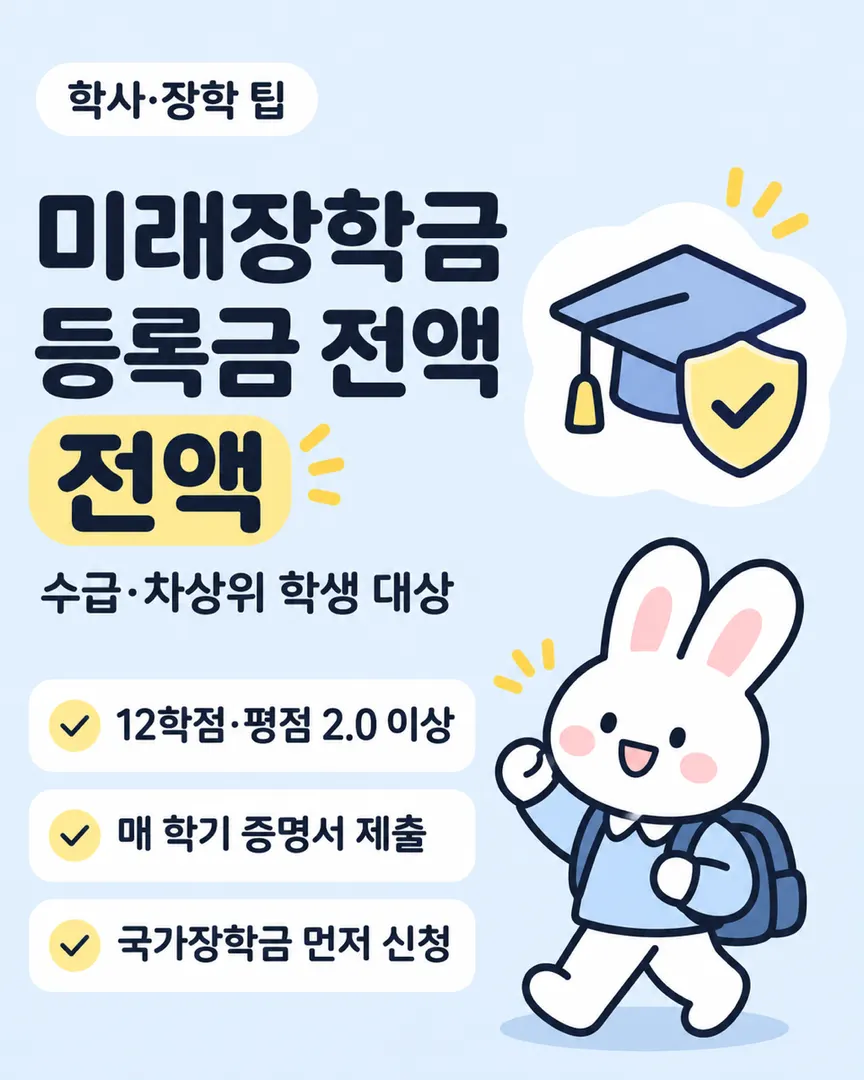 학사·장학 팁
미래장학금
등록금 전액
전액
수급·차상위 학생 대상
12학점·평점 2.0 이상
매 학기 증명서 제출
국가장학금 먼저 신청